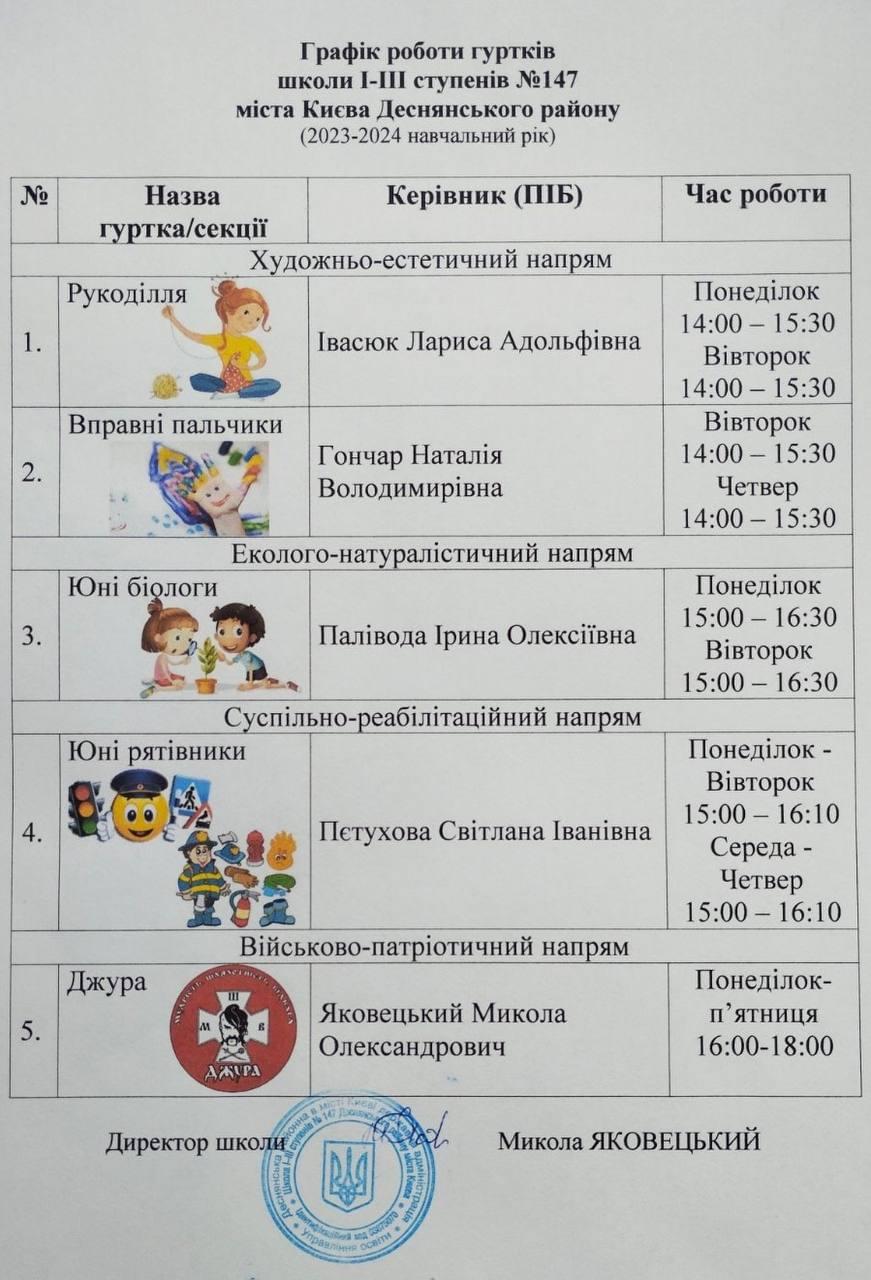 Графік роботи гуртків
школи І-ІІІ ступенів №147
міста Києва Деснянського району
(2023-2024 навчальний рік)
№ Назва гуртка/секції Керівник (ПІБ) Час роботи
Художньо-естетичний напрям
1.
Рукоділля
Івасюк Лариса Адольфівна
Понеділок
14:00 – 15:30
Вівторок
14:00 – 15:30
2.
Вправні пальчики
Гончар Наталія
Володимирівна
Вівторок
14:00 – 15:30
Четвер
14:00 – 15:30
Еколого-натуралістичний напрям
3.
Юні біологи
Палівода Ірина Олексіївна
Понеділок
15:00 – 16:30
Вівторок
15:00 – 16:30
Суспільно-реабілітаційний напрям
4.
Юні рятівники
Пєтухова Світлана Іванівна
Понеділок -
Вівторок
15:00 – 16:10
Середа -
Четвер
15:00 – 16:10
Військово-патріотичний напрям
5.
Джура
Ш
М В
ДЖУРА
Яковецький Микола
Олександрович
Понеділок-
п’ятниця
16:00-18:00
Директор школи Микола ЯКОВЕЦЬКИЙ
Деснянська районна в місті Києві державна адміністрація
Управління освіти
Школа І-ІІІ ступенів № 147 Деснянського району міста Києва
Ідентифікаційний код